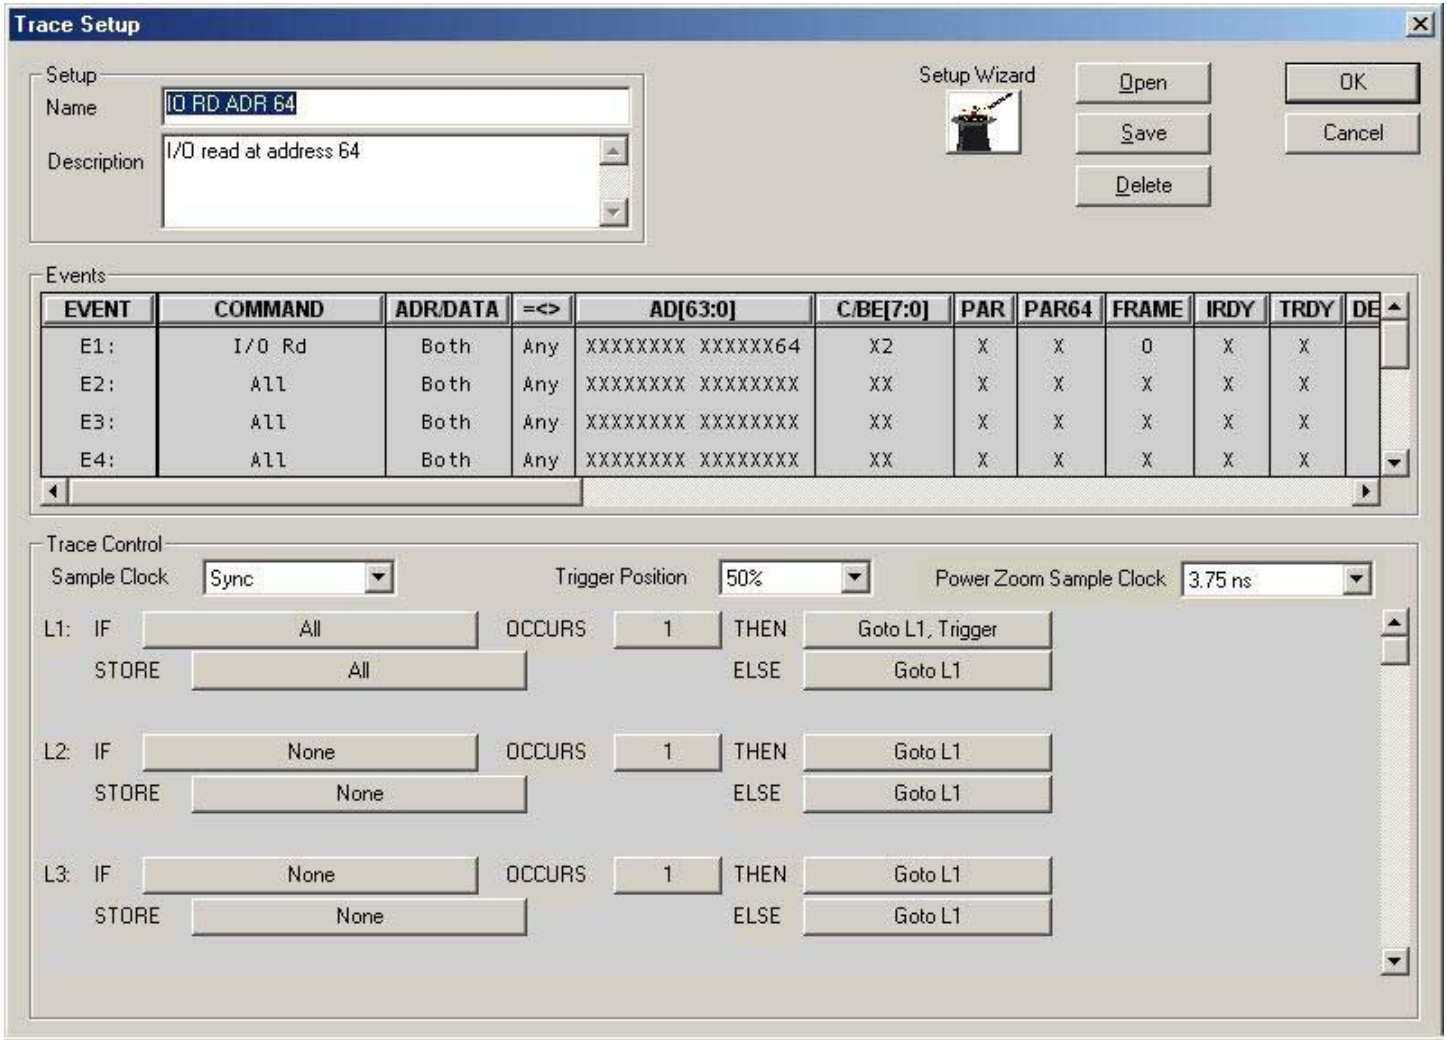 Trace Setup
Setup
Name IO RD ADR 64
Description I/O read at address 64
Setup Wizard
Open
Save
Delete
OK
Cancel
Events
EVENT COMMAND ADR/DATA =<> AD[63:0] C/BE[7:0] PAR PAR64 FRAME IRDY TRDY DE
E1: I/O Rd Both Any XXXXXXXX XXXXXX64 X2 X X 0 X X
E2: All Both Any XXXXXXXX XXXXXXXX XX X X X X X
E3: All Both Any XXXXXXXX XXXXXXXX XX X X X X X
E4: All Both Any XXXXXXXX XXXXXXXX XX X X X X X
Trace Control
Sample Clock Sync Trigger Position 50% Power Zoom Sample Clock 3.75 ns
L1: IF All OCCURS 1 THEN Goto L1, Trigger
STORE All ELSE Goto L1
L2: IF None OCCURS 1 THEN Goto L1
STORE None ELSE Goto L1
L3: IF None OCCURS 1 THEN Goto L1
STORE None ELSE Goto L1